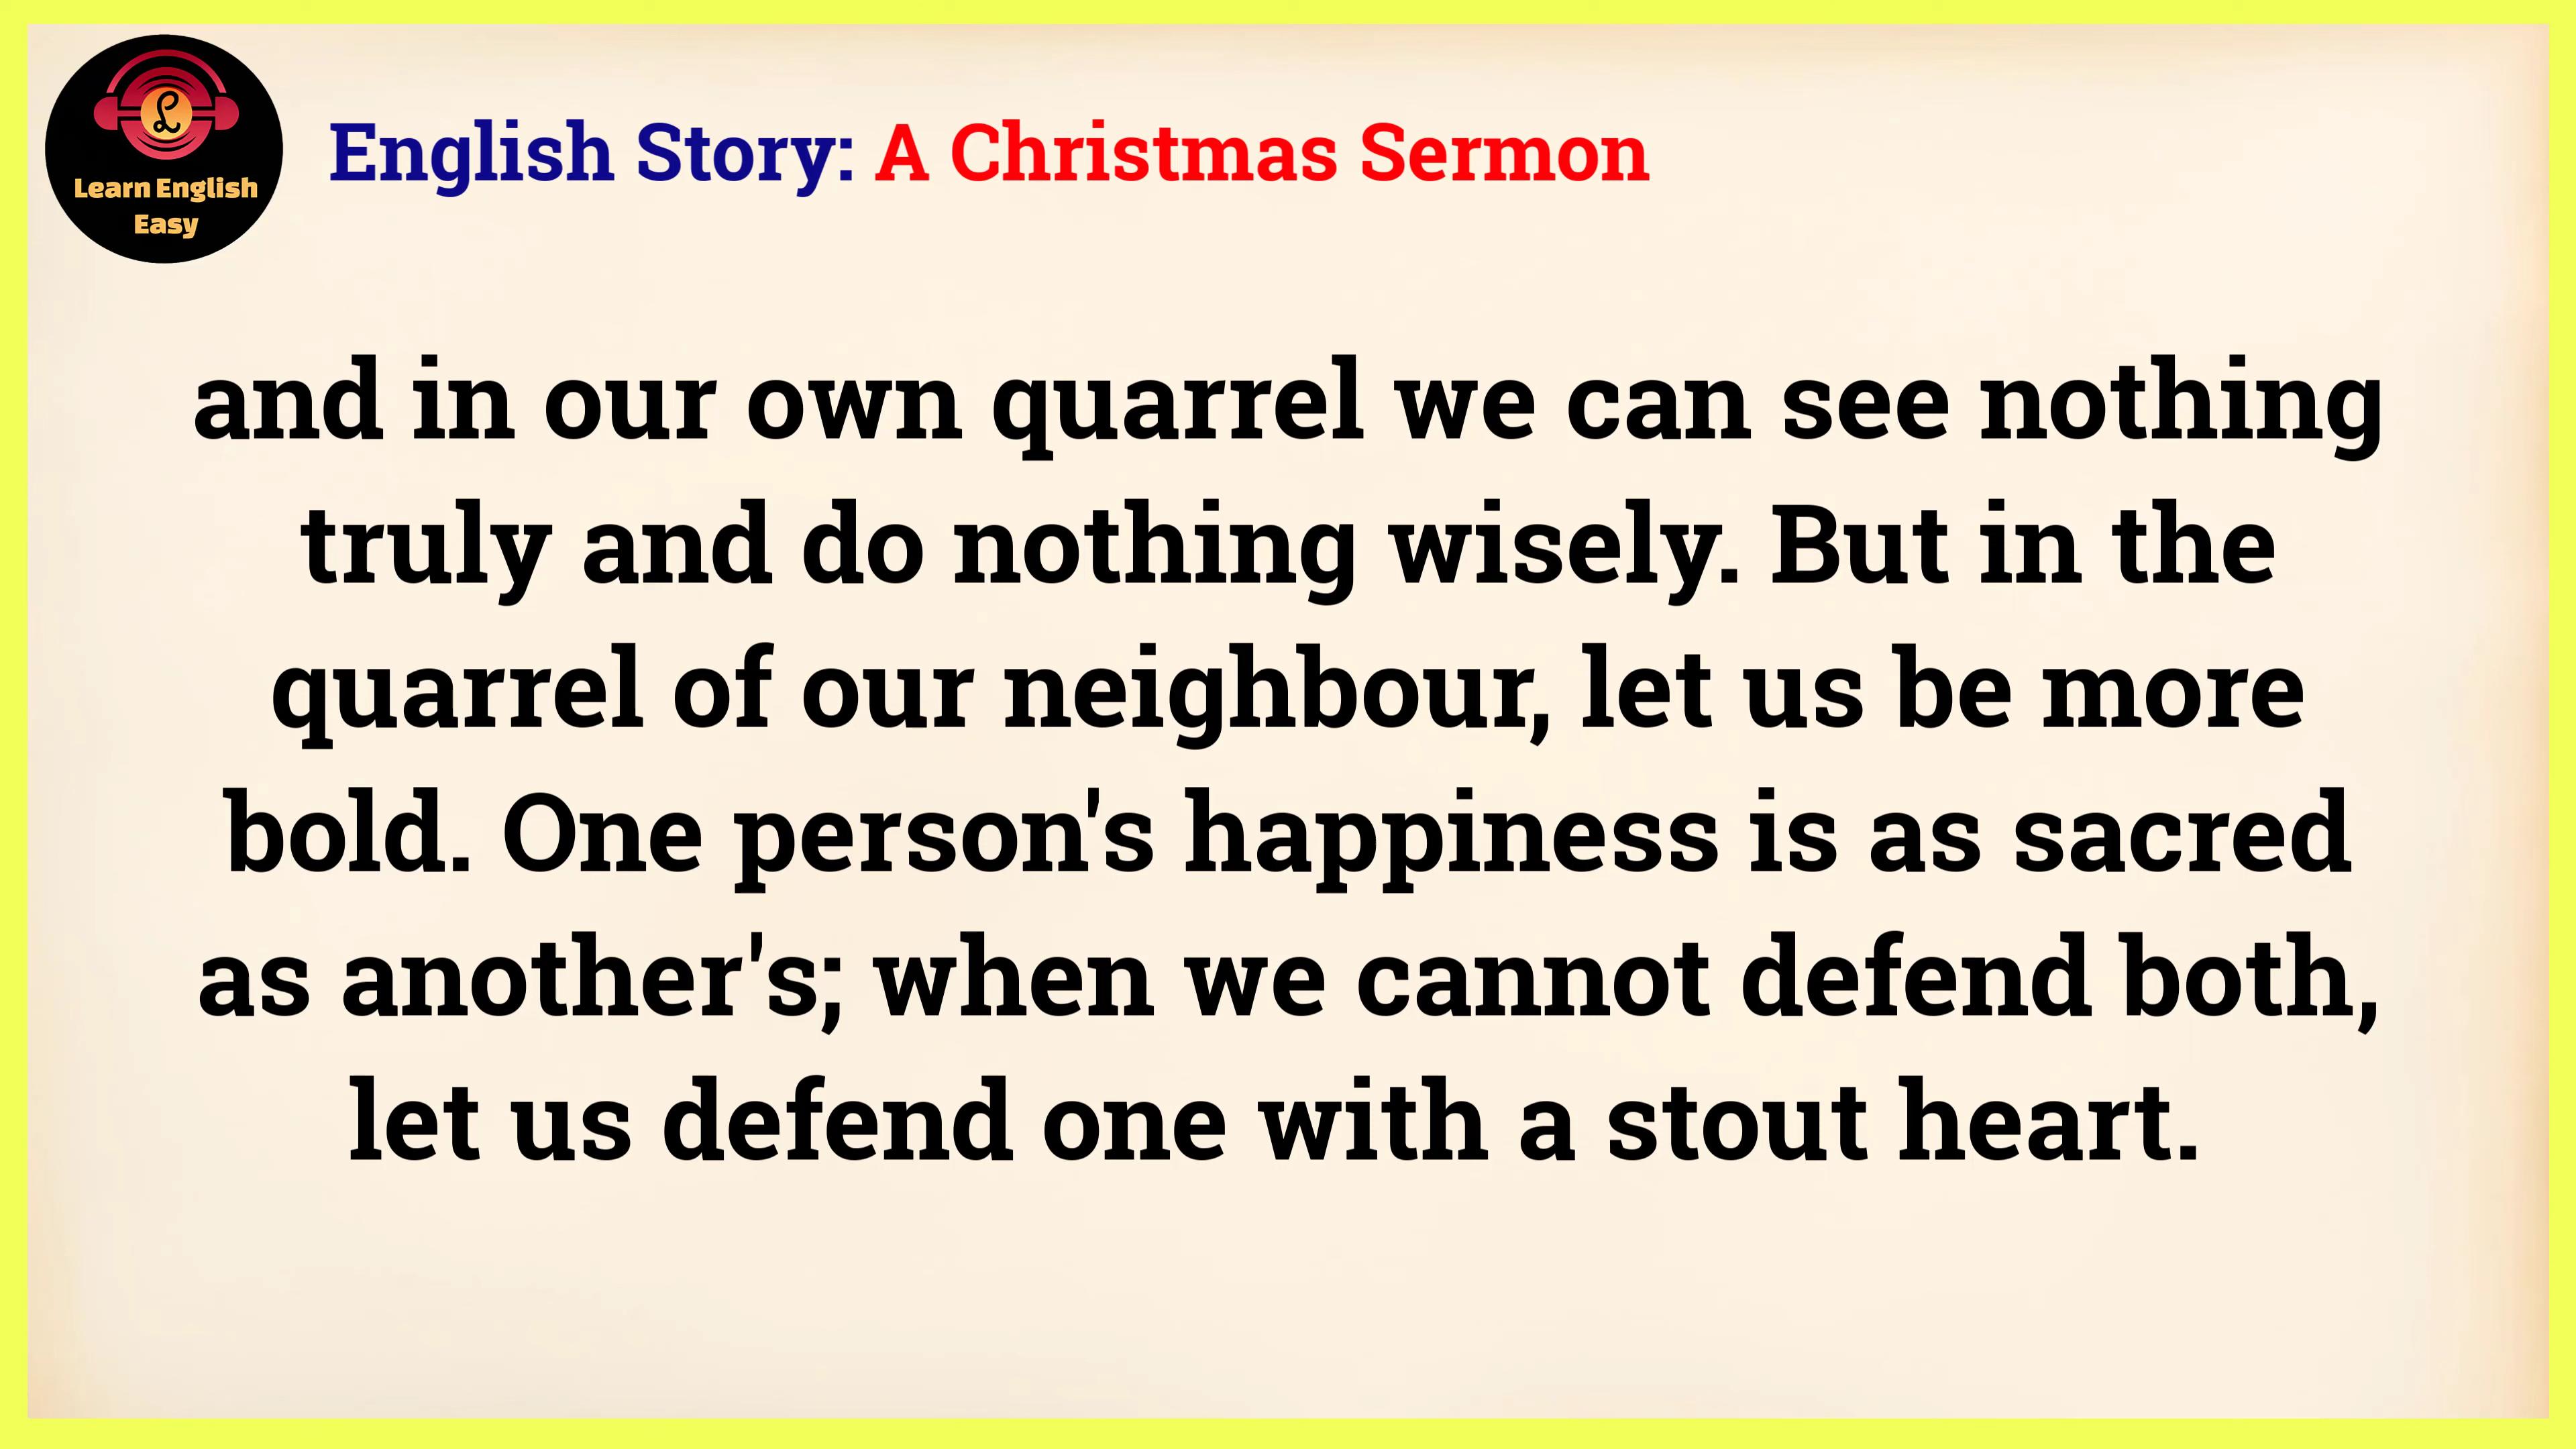 L
Learn English
Easy
English Story: A Christmas Sermon
and in our own quarrel we can see nothing
truly and do nothing wisely. But in the
quarrel of our neighbour, let us be more
bold. One person's happiness is as sacred
as another's; when we cannot defend both,
let us defend one with a stout heart.